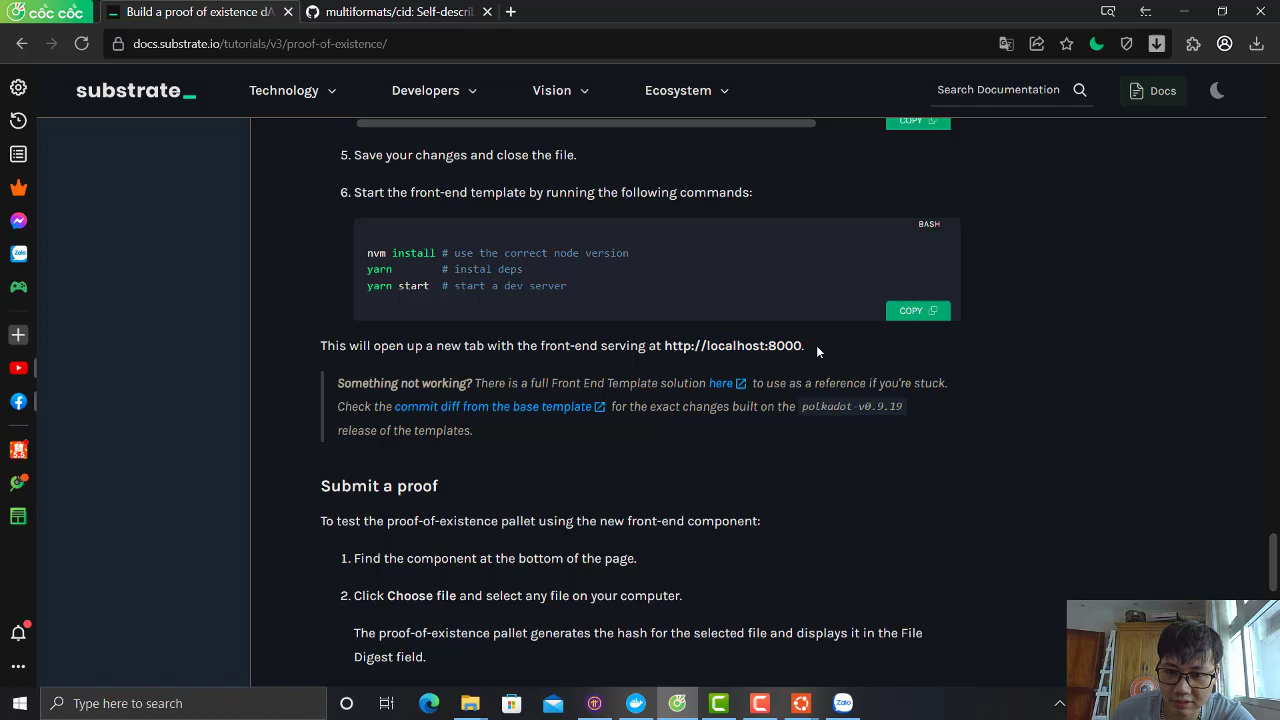 cốc cốc
Build a proof of existence dA
multiformats/cid: Self-descri
docs.substrate.io/tutorials/v3/proof-of-existence/
substrate_
Technology
Developers
Vision
Ecosystem
Search Documentation
Docs
COPY
5. Save your changes and close the file.
6. Start the front-end template by running the following commands:
BASH
nvm install # use the correct node version
yarn # instal deps
yarn start # start a dev server
COPY
This will open up a new tab with the front-end serving at http://localhost:8000.
Something not working? There is a full Front End Template solution here to use as a reference if you're stuck.
Check the commit diff from the base template for the exact changes built on the polkadot-v0.9.19
release of the templates.
Submit a proof
To test the proof-of-existence pallet using the new front-end component:
1. Find the component at the bottom of the page.
2. Click Choose file and select any file on your computer.
The proof-of-existence pallet generates the hash for the selected file and displays it in the File
Digest field.
Type here to search
Zalo
Zalo